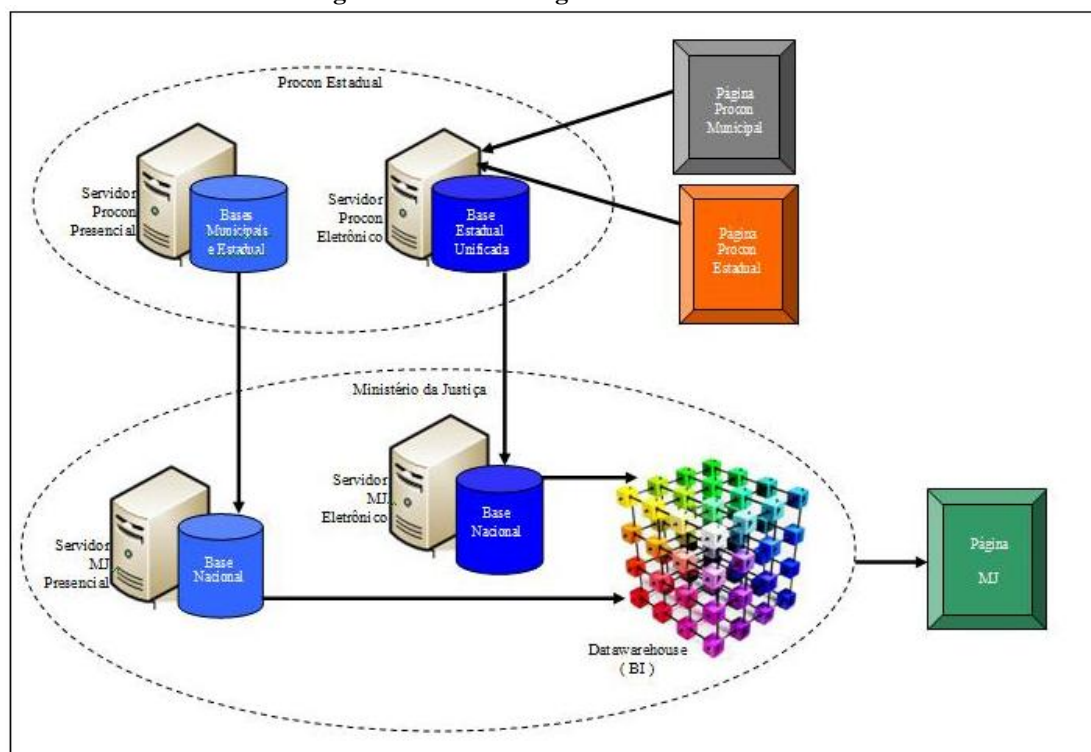 Procon Estadual
Página
Procon
Municipal
Servidor
Procon
Presencial
Bases
Municipais
e Estadual
Servidor
Procon
Eletrônico
Base
Estadual
Unificada
Página
Procon
Estadual
Ministério da Justiça
Servidor
MJ
Eletrônico
Base
Nacional
Servidor
MJ
Presencial
Base
Nacional
Página
MJ
Datawarehouse
( BI )